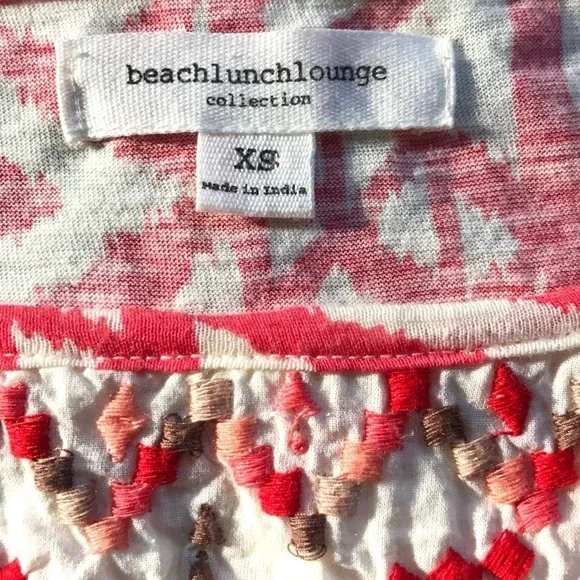 beachlunchlounge
collection
XS
Made in India